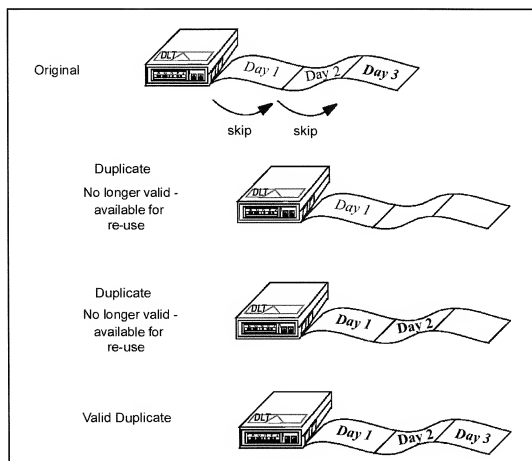 DLT
Day 1 Day 2 Day 3
Original
skip skip
Duplicate
No longer valid -
available for
re-use
DLT
Day 1
Duplicate
No longer valid -
available for
re-use
DLT
Day 1 Day 2
Valid Duplicate
DLT
Day 1 Day 2 Day 3